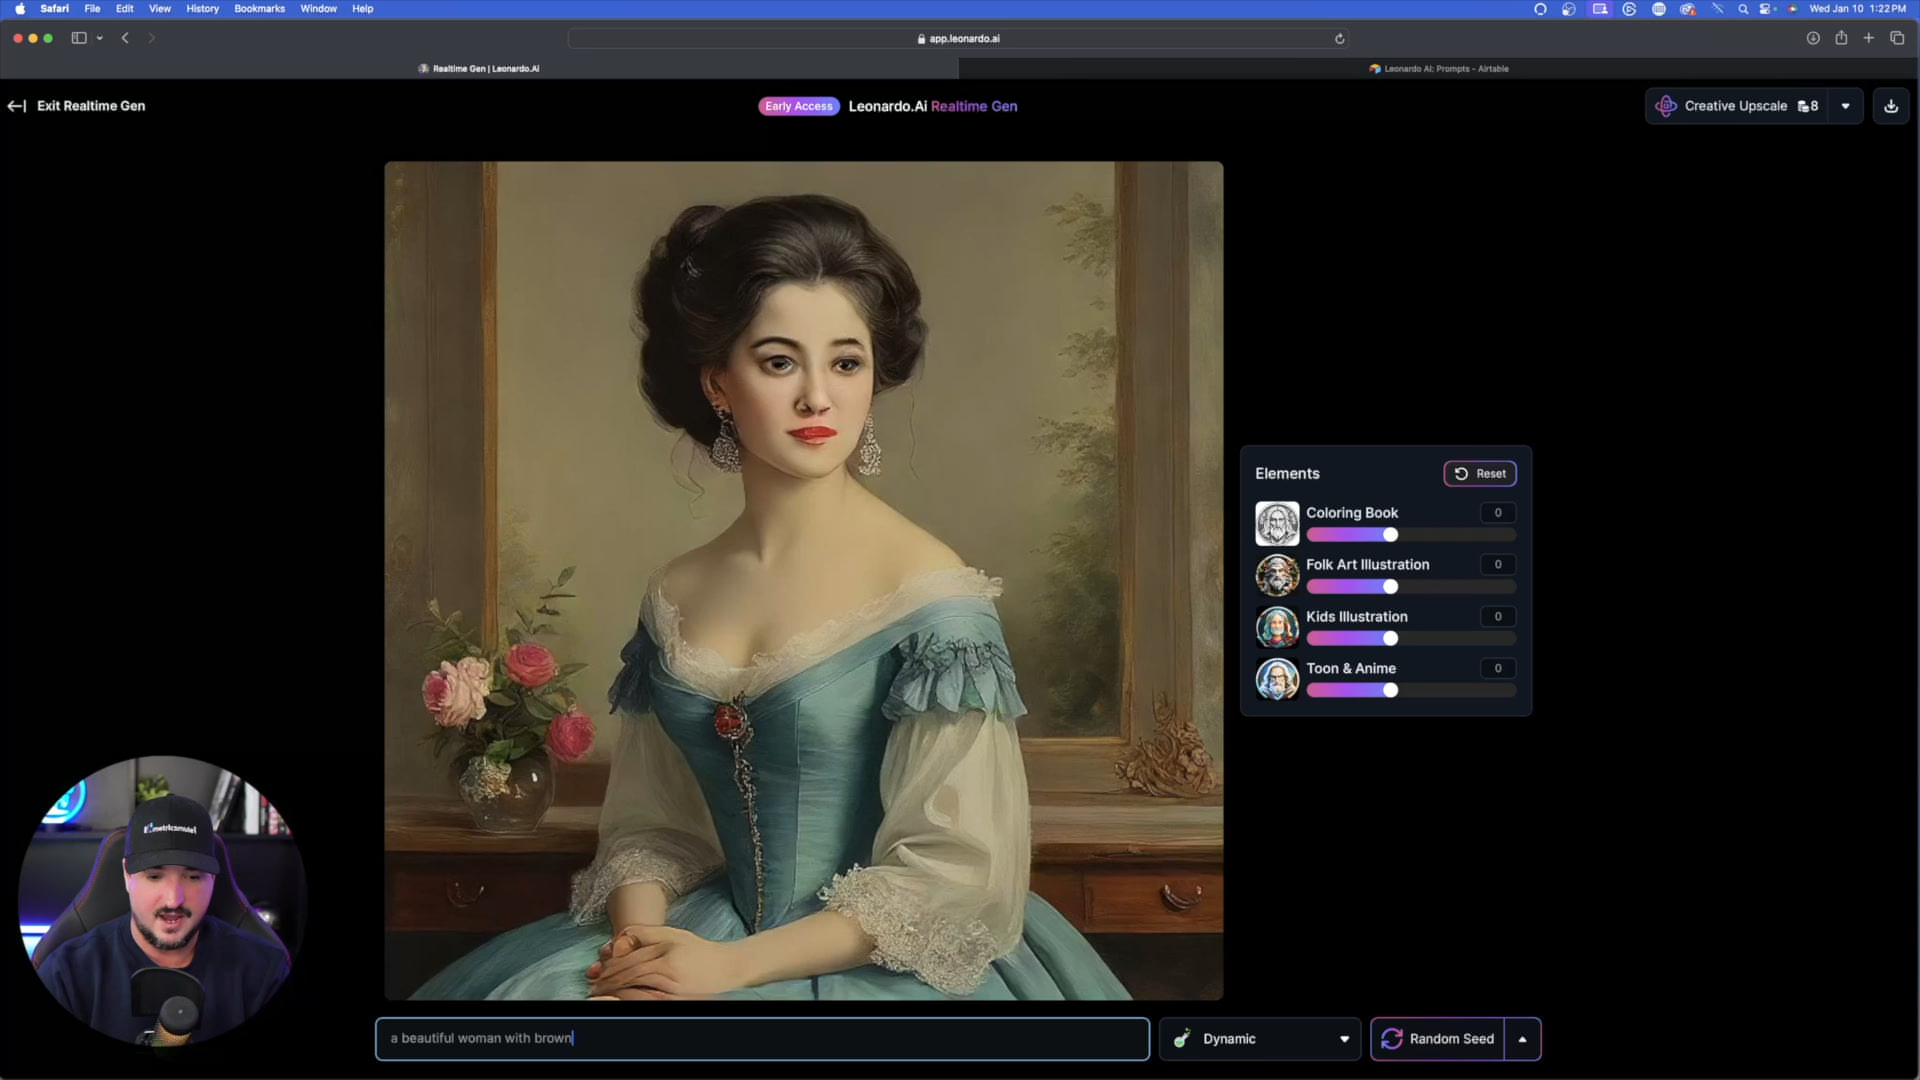 Safari File Edit View History Bookmarks Window Help Wed Jan 10 1:22 PM
app.leonardo.ai
Realtime Gen | Leonardo.Ai Leonardo AI: Prompts - Airtable
Exit Realtime Gen Early Access Leonardo.Ai Realtime Gen Creative Upscale 8
Elements Reset
Coloring Book 0
Folk Art Illustration 0
Kids Illustration 0
Toon & Anime 0
a beautiful woman with brown Dynamic Random Seed